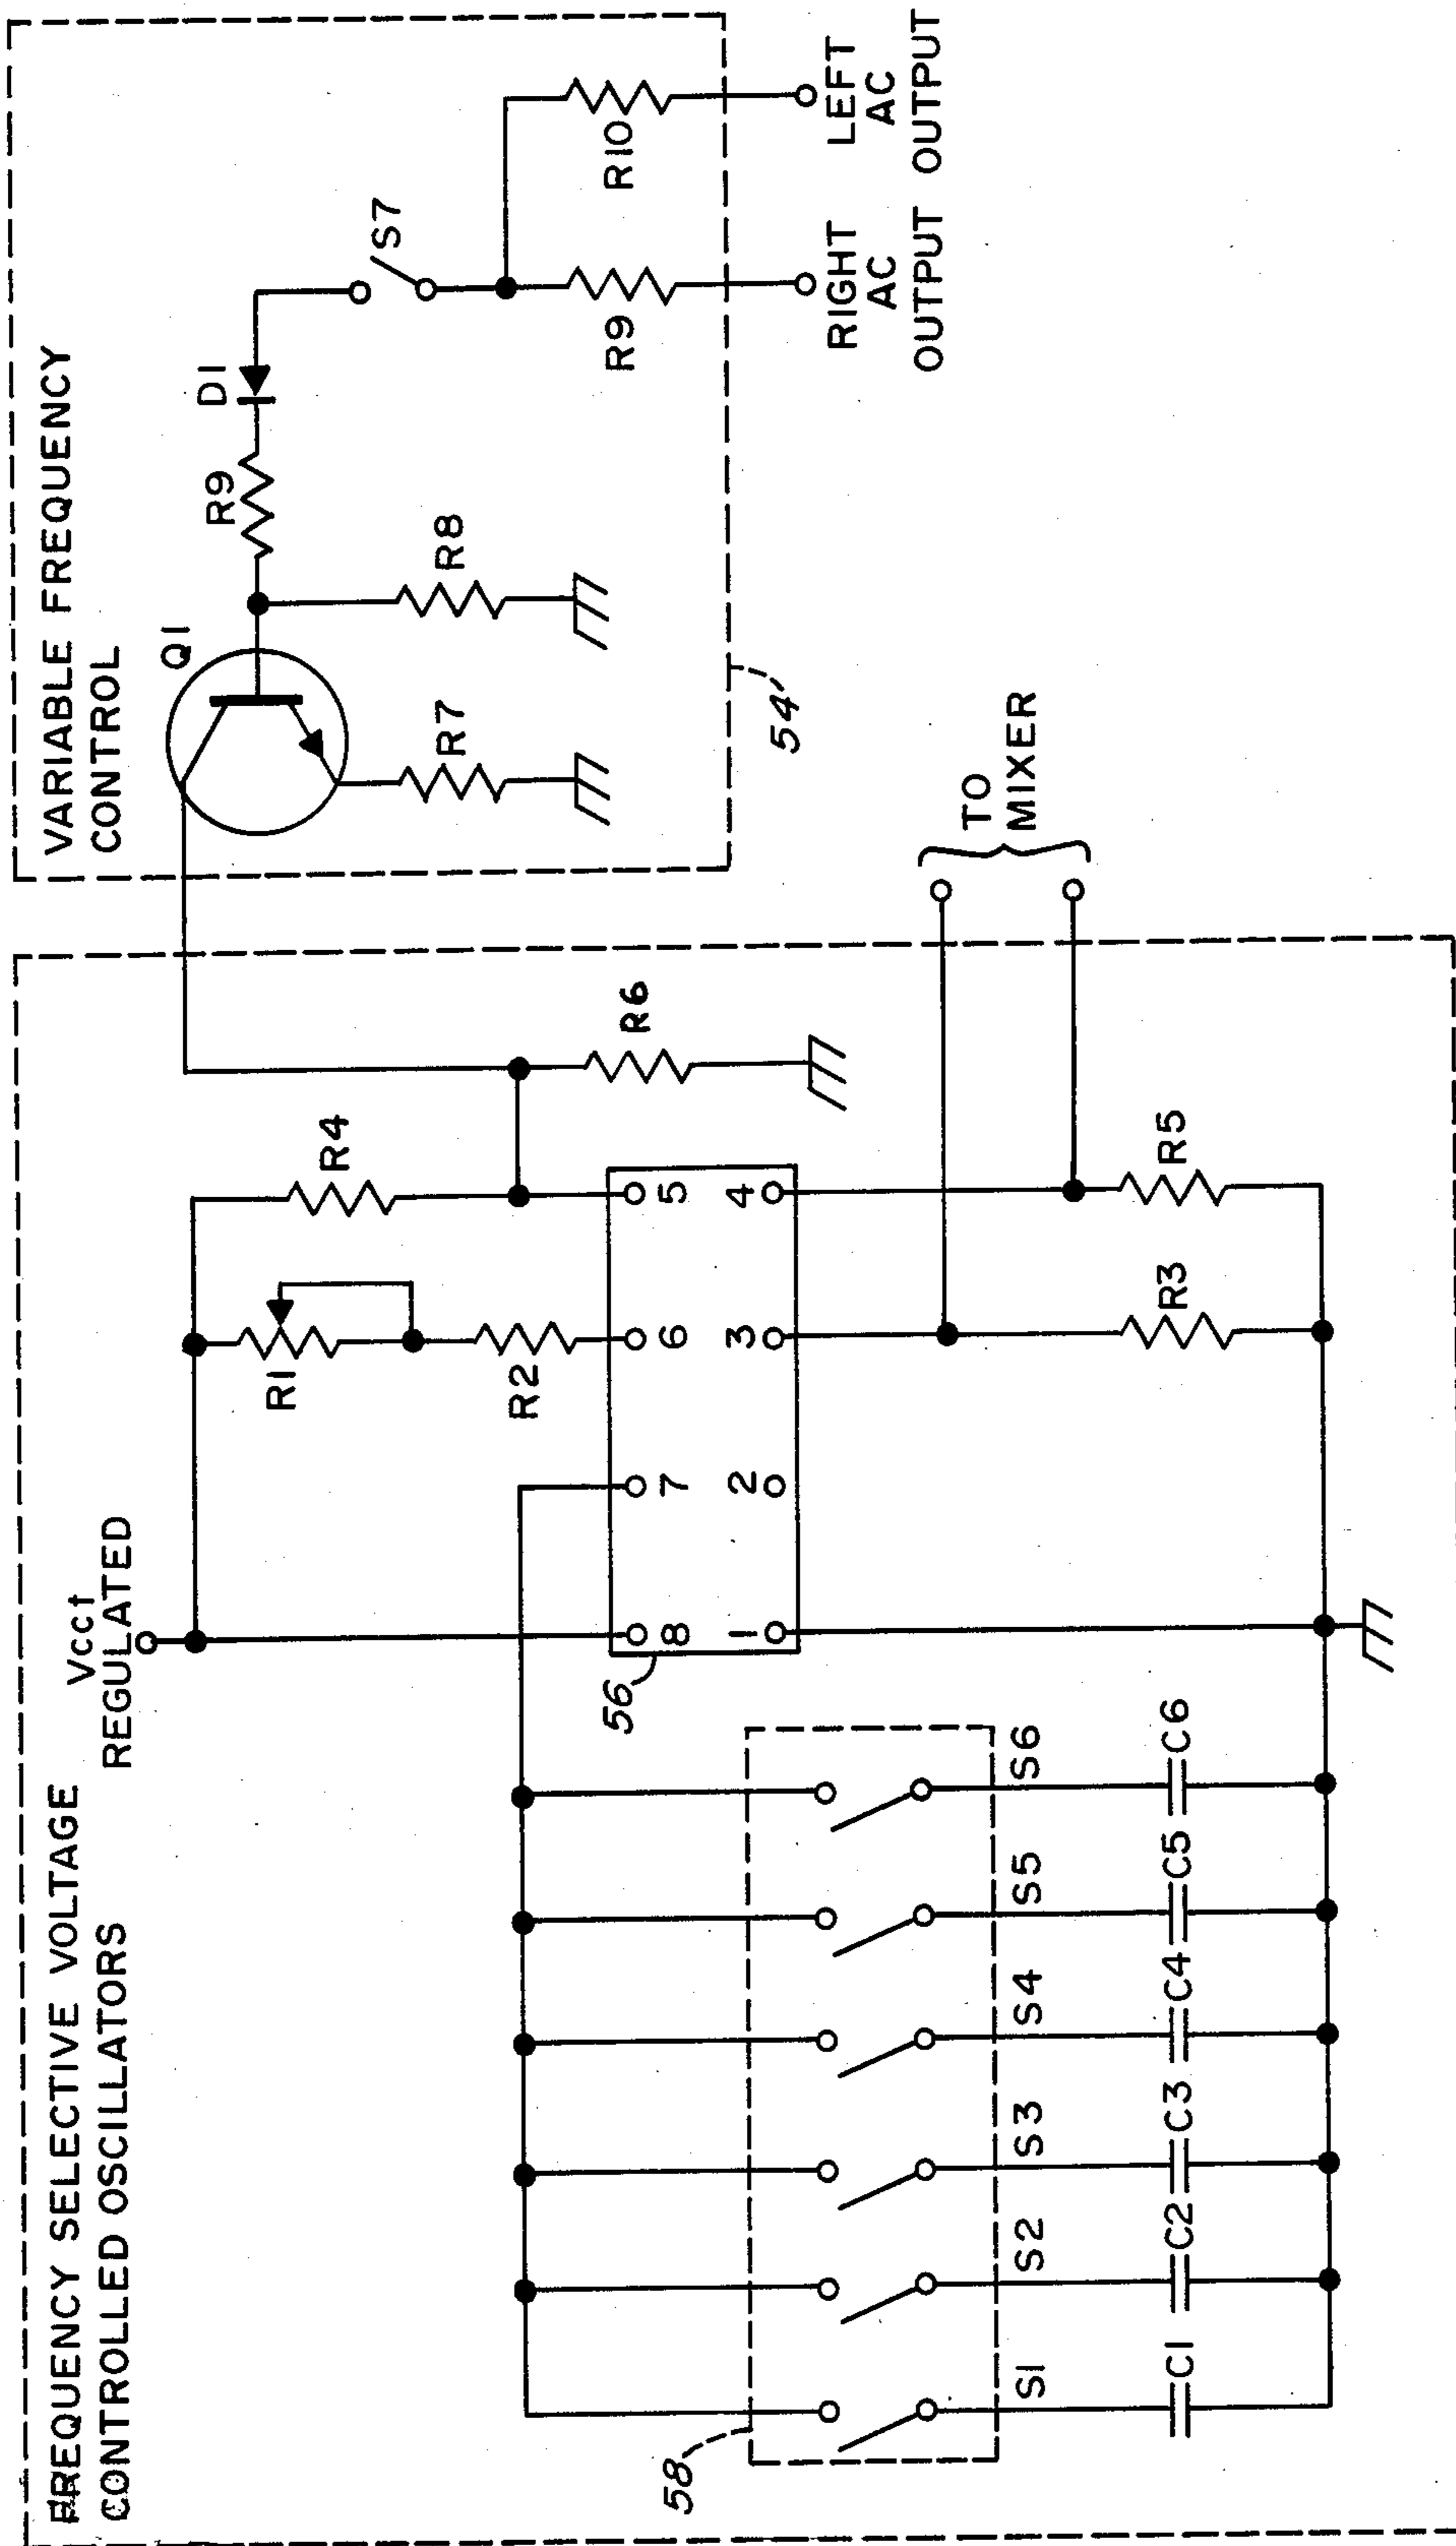 FREQUENCY SELECTIVE VOLTAGE
CONTROLLED OSCILLATORS
Vcc†
REGULATED
R1
R2
R4
R6
8
7
6
5
1
2
3
4
56
58
S1
S2
S3
S4
S5
S6
C1
C2
C3
C4
C5
C6
R3
R5
TO
MIXER
VARIABLE FREQUENCY
CONTROL
Q1
R9
D1
S7
R7
R8
R9
R10
54
RIGHT
AC
OUTPUT
LEFT
AC
OUTPUT